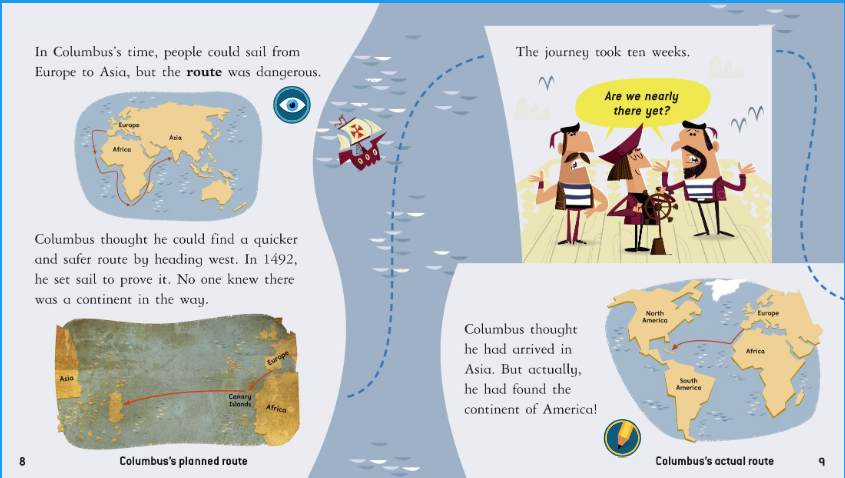 In Columbus's time, people could sail from
Europe to Asia, but the route was dangerous.
Europe
Asia
Africa
Columbus thought he could find a quicker
and safer route by heading west. In 1492,
he set sail to prove it. No one knew there
was a continent in the way.
Asia
Europe
Canary
Islands
Africa
8
Columbus's planned route
The journey took ten weeks.
Are we nearly
there yet?
Columbus thought
he had arrived in
Asia. But actually,
he had found the
continent of America!
North
America
Europe
Africa
South
America
Columbus's actual route
9